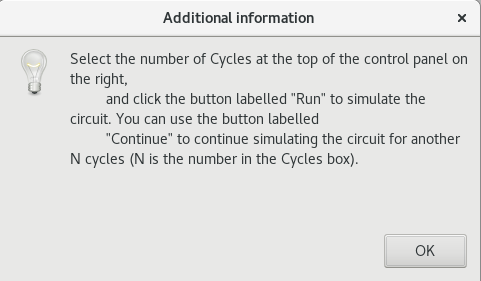 Additional information
Select the number of Cycles at the top of the control panel on
the right,
and click the button labelled "Run" to simulate the
circuit. You can use the button labelled
"Continue" to continue simulating the circuit for another
N cycles (N is the number in the Cycles box).
OK